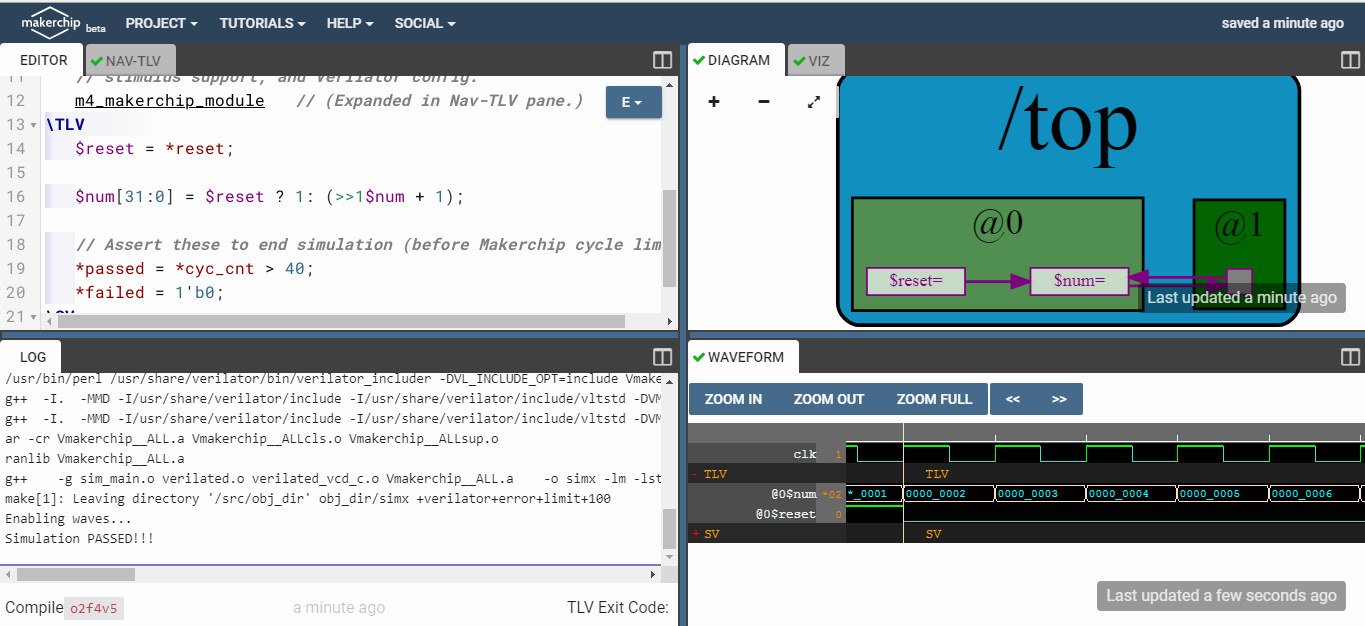 makerchip beta PROJECT TUTORIALS HELP SOCIAL saved a minute ago
EDITOR NAV-TLV
11 // stimulus support, and Verilator config.
12 m4_makerchip_module // (Expanded in Nav-TLV pane.)
E
13 \TLV
14 $reset = *reset;
15
16 $num[31:0] = $reset ? 1: (>>1$num + 1);
17
18 // Assert these to end simulation (before Makerchip cycle lim
19 *passed = *cyc_cnt > 40;
20 *failed = 1'b0;
21 \SV
DIAGRAM VIZ
+ −
/top
@0 @1
$reset= $num=
Last updated a minute ago
LOG
/usr/bin/perl /usr/share/verilator/bin/verilator_includer -DVL_INCLUDE_OPT=include Vmake
g++ -I. -MMD -I/usr/share/verilator/include -I/usr/share/verilator/include/vltstd -DVM
g++ -I. -MMD -I/usr/share/verilator/include -I/usr/share/verilator/include/vltstd -DVM
ar -cr Vmakerchip__ALL.a Vmakerchip__ALLcls.o Vmakerchip__ALLsup.o
ranlib Vmakerchip__ALL.a
g++ -g sim_main.o verilated.o verilated_vcd_c.o Vmakerchip__ALL.a -o simx -lm -lst
make[1]: Leaving directory '/src/obj_dir' obj_dir/simx +verilator+error+limit+100
Enabling waves...
Simulation PASSED!!!
Compile o2f4v5 a minute ago TLV Exit Code:
WAVEFORM
ZOOM IN ZOOM OUT ZOOM FULL << >>
clk 1
- TLV TLV
@0$num *02 *_0001 0000_0002 0000_0003 0000_0004 0000_0005 0000_0006
@0$reset 0
+ SV SV
Last updated a few seconds ago